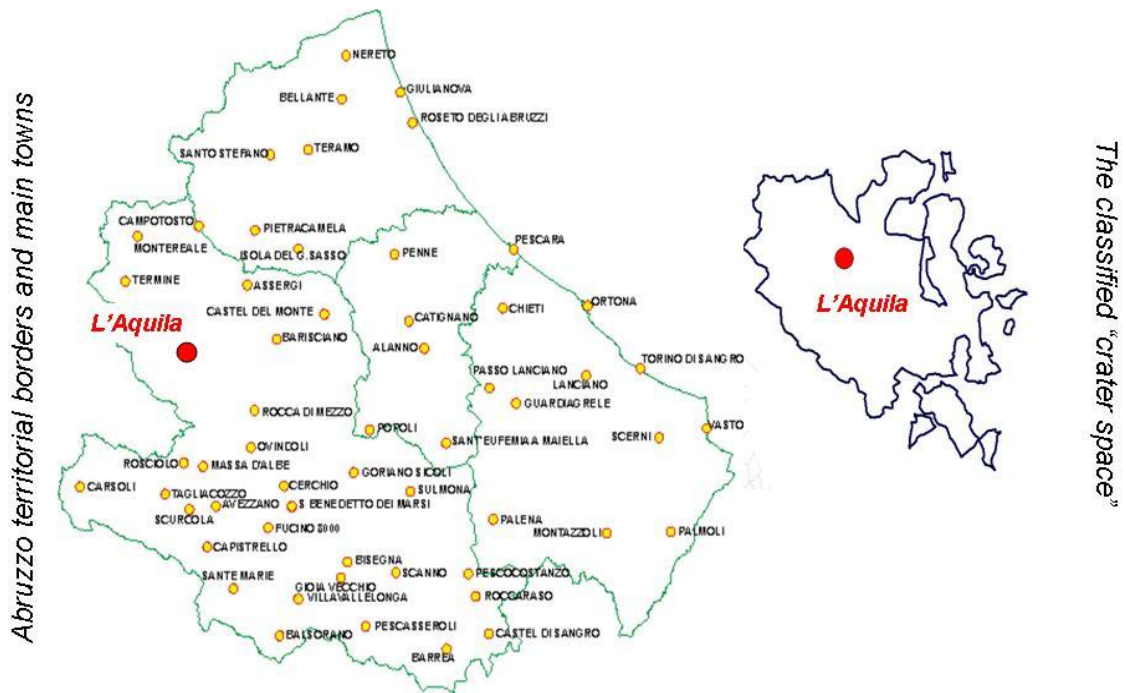 Abruzzo territorial borders and main towns
NERETO
GIULIANOVA
BELLANTE
ROSETO DEGLI ABRUZZI
TERAMO
SANTO STEFANO
CAMPOTOSTO
PIETRACAMELA
MONTEREALE
ISOLA DEL G. SASSO
PENNE
PESCARA
TERMINE
ASSERGI
CASTEL DEL MONTE
CHIETI
ORTONA
L'Aquila
CATIGNANO
BARISCIANO
ALANNO
TORINO DI SANGRO
PASSO LANCIANO
LANCIANO
GUARDIAGRELE
ROCCA DI MEZZO
POPOLI
VASTO
SCERNI
SANT'EUFEMIA A MAIELLA
OVINDOLI
ROSCIOLO
MASSA D'ALBE
GORIANO SICOLI
CARSOLI
CERCHIO
TAGLIACOZZO
SULMONA
AVEZZANO
S. BENEDETTO DEI MARSI
SCURCOLA
PALENA
FUCINO 8000
MONTAZZOLI
PALMOLI
CAPISTRELLO
BISEGNA
SCANNO
PESCOCOSTANZO
SANTE MARIE
GIOIA VECCHIO
VILLAVALLELONGA
ROCCARASO
PESCASSEROLI
BALSORANO
CASTEL DI SANGRO
BARREA
L'Aquila
The classified "crater space"